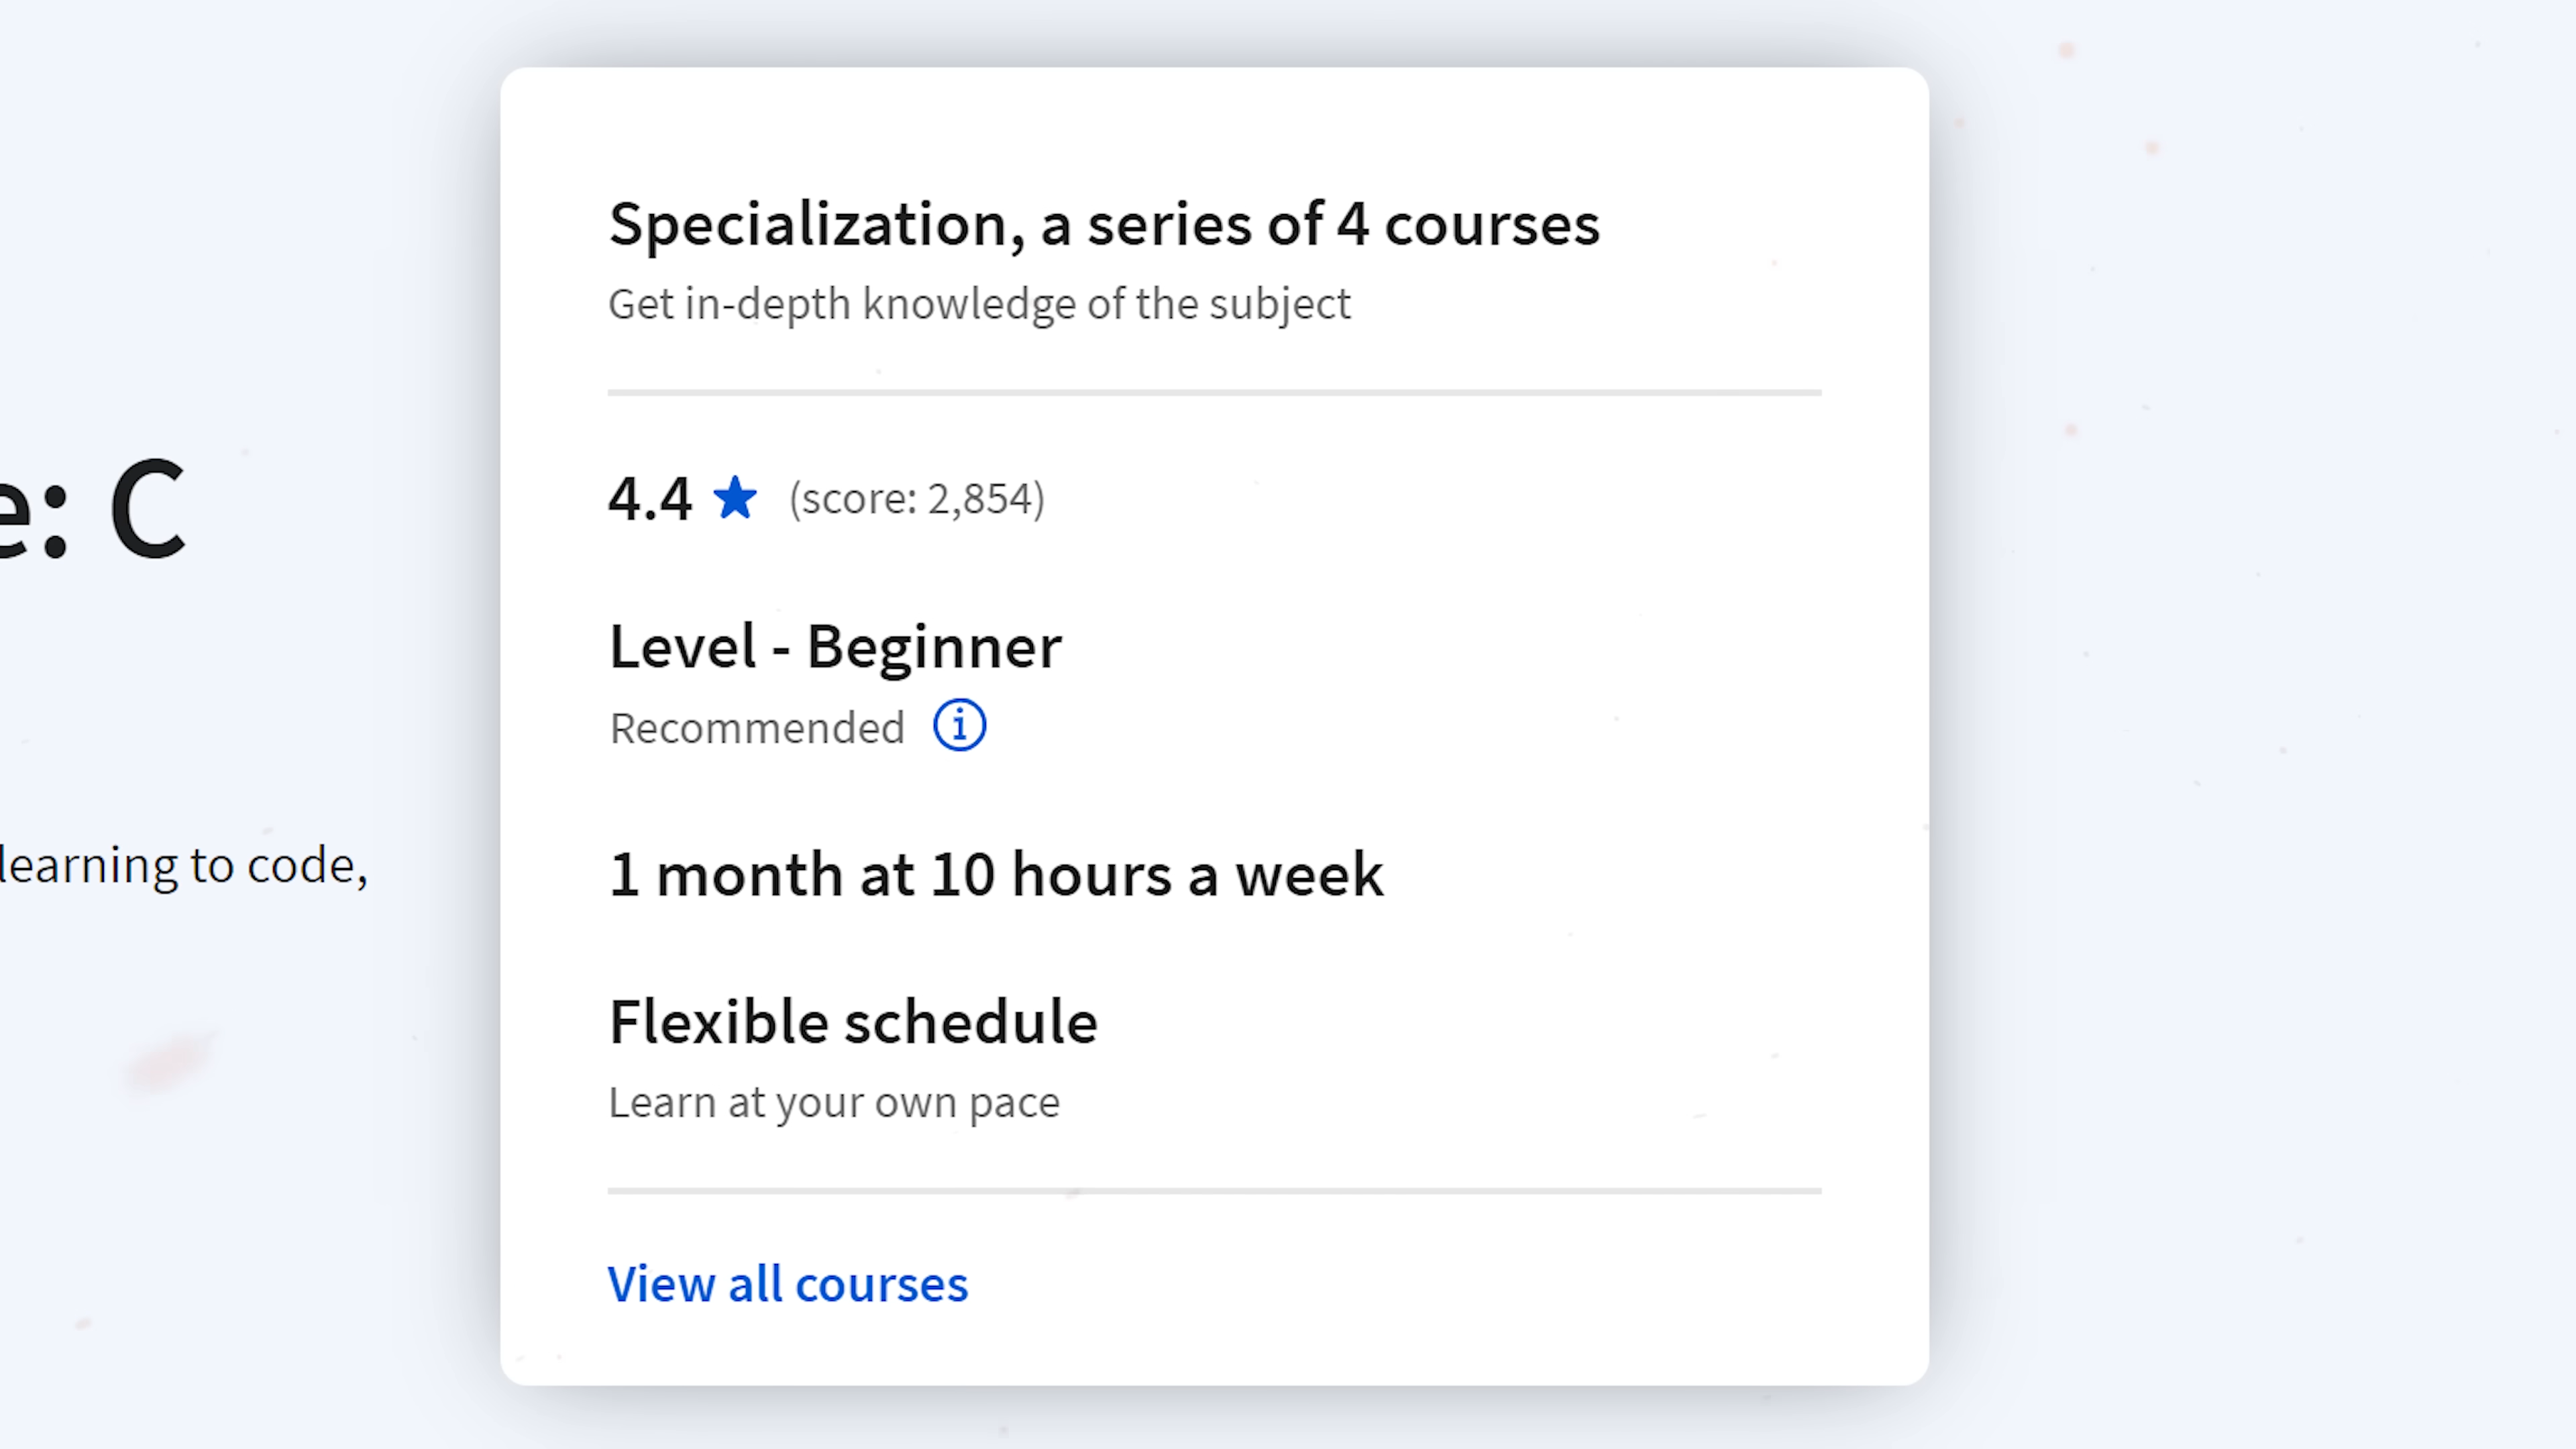 e: C
learning to code,
Specialization, a series of 4 courses
Get in-depth knowledge of the subject
4.4 ★ (score: 2,854)
Level - Beginner
Recommended
1 month at 10 hours a week
Flexible schedule
Learn at your own pace
View all courses